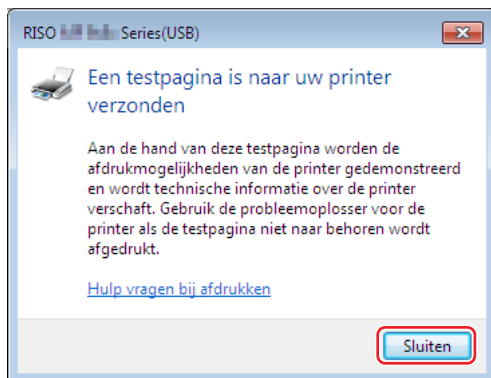 RISO Series(USB)
Een testpagina is naar uw printer
verzonden
Aan de hand van deze testpagina worden de
afdrukmogelijkheden van de printer gedemonstreerd
en wordt technische informatie over de printer
verschaft. Gebruik de probleemoplosser voor de
printer als de testpagina niet naar behoren wordt
afgedrukt.
Hulp vragen bij afdrukken
Sluiten